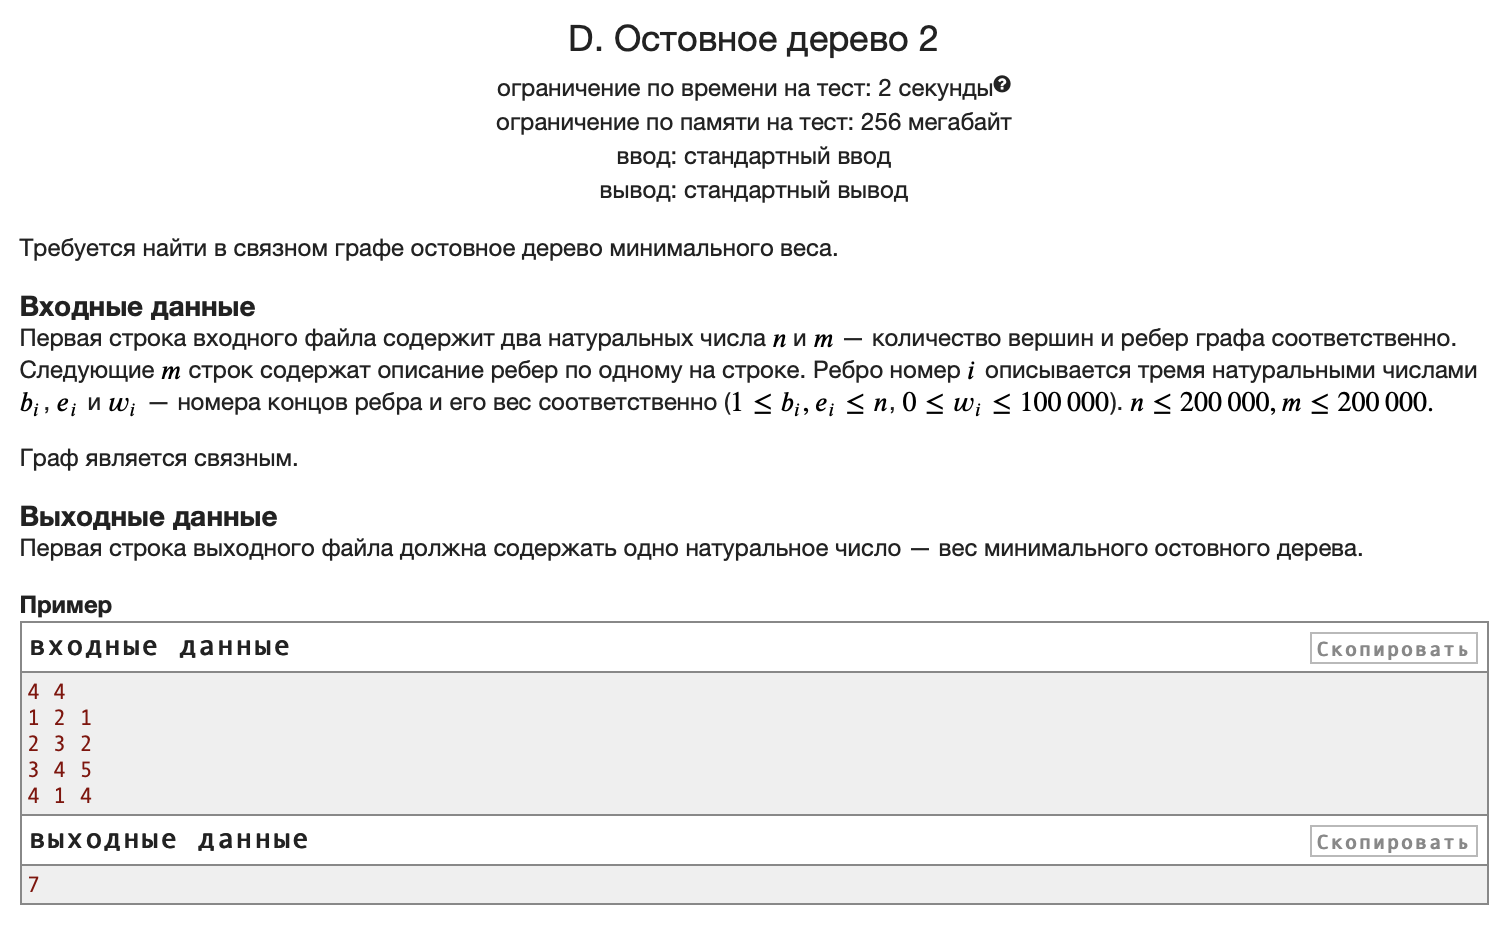 D. Остовное дерево 2
ограничение по времени на тест: 2 секунды?
ограничение по памяти на тест: 256 мегабайт
ввод: стандартный ввод
вывод: стандартный вывод
Требуется найти в связном графе остовное дерево минимального веса.
Входные данные
Первая строка входного файла содержит два натуральных числа n и m — количество вершин и ребер графа соответственно.
Следующие m строк содержат описание ребер по одному на строке. Ребро номер i описывается тремя натуральными числами
b_i, e_i и w_i — номера концов ребра и его вес соответственно (1 ≤ b_i, e_i ≤ n, 0 ≤ w_i ≤ 100 000). n ≤ 200 000, m ≤ 200 000.
Граф является связным.
Выходные данные
Первая строка выходного файла должна содержать одно натуральное число — вес минимального остовного дерева.
Пример
входные данные
Скопировать
4 4
1 2 1
2 3 2
3 4 5
4 1 4
выходные данные
Скопировать
7